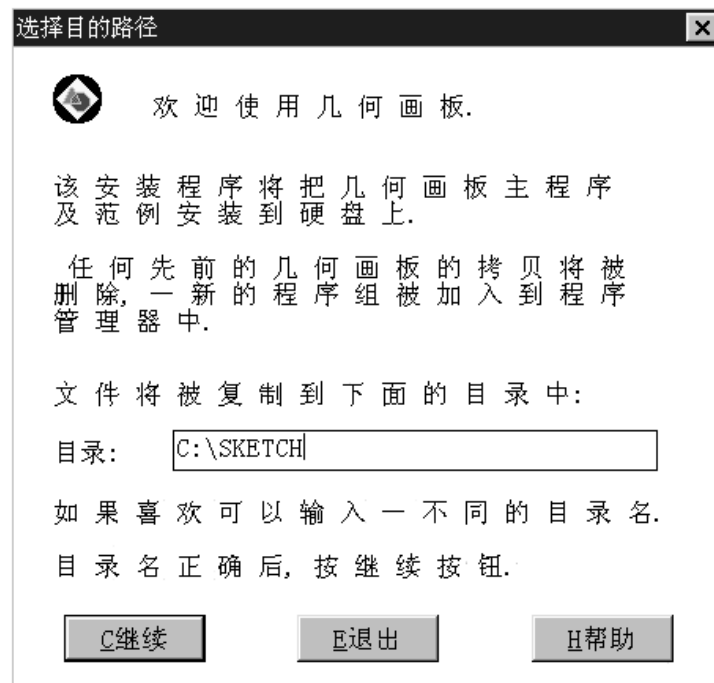 选择目的路径
欢迎使用几何画板.
该安装程序将把几何画板主程序
及范例安装到硬盘上.
任何先前的几何画板的拷贝将被
删除,一新的程序组被加入到程序
管理器中.
文件将被复制到下面的目录中:
目录: C:\SKETCH
如果喜欢可以输入一不同的目录名.
目录名正确后,按继续按钮.
C继续 E退出 H帮助